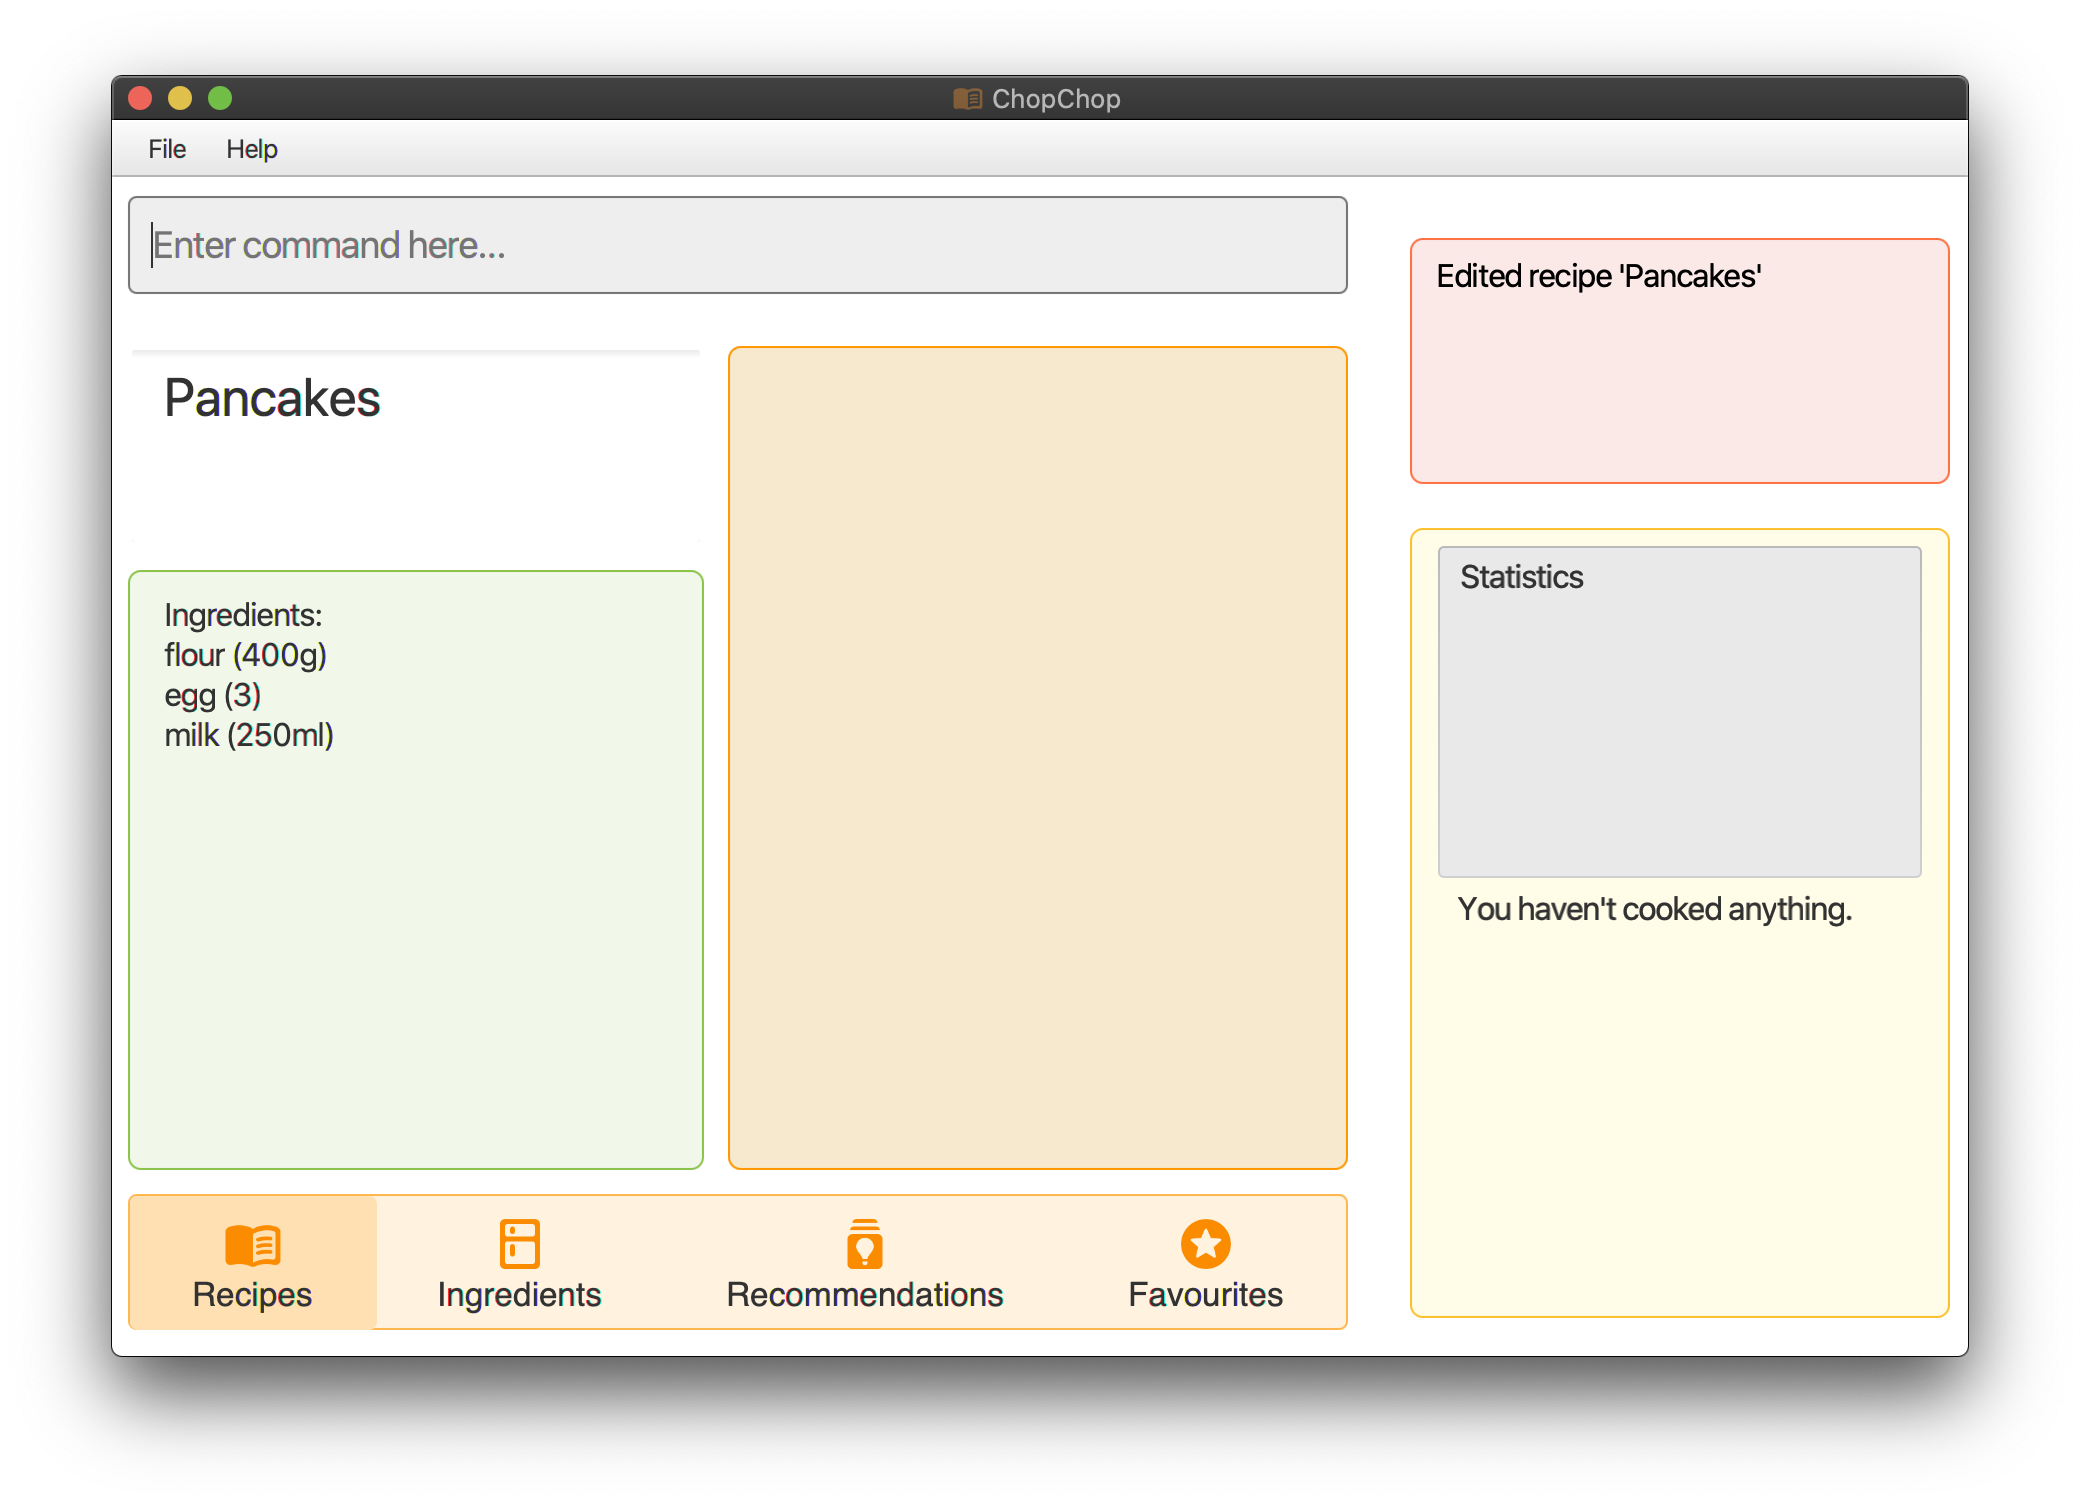 ChopChop
File Help
Enter command here...
Edited recipe 'Pancakes'
Pancakes
Ingredients:
flour (400g)
egg (3)
milk (250ml)
Statistics
You haven't cooked anything.
Recipes Ingredients Recommendations Favourites